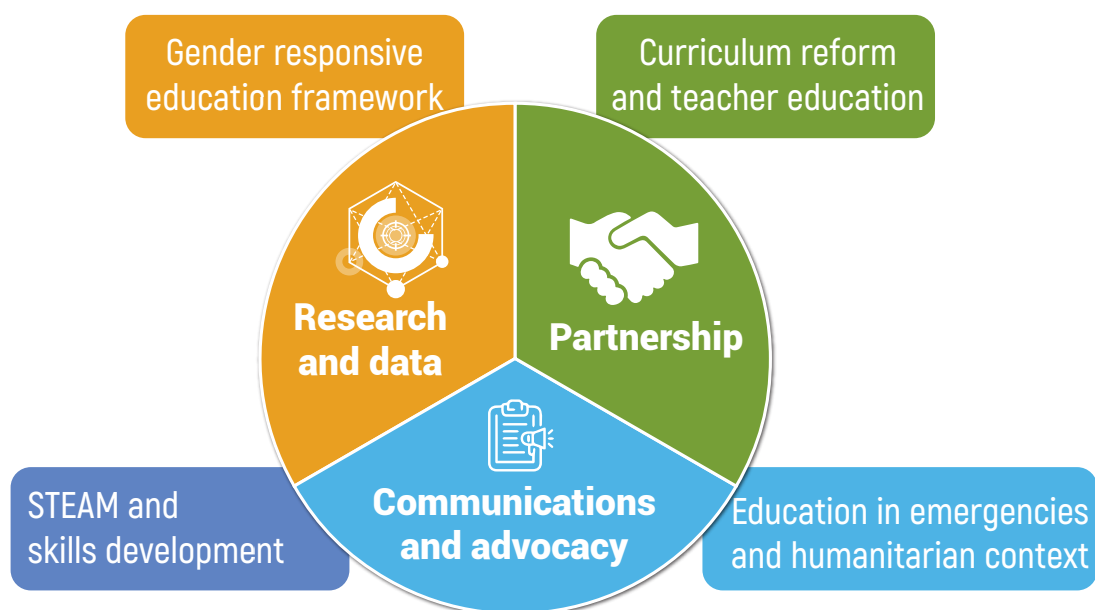 Gender responsive
education framework
Curriculum reform
and teacher education
Research
and data
Partnership
Communications
and advocacy
STEAM and
skills development
Education in emergencies
and humanitarian context